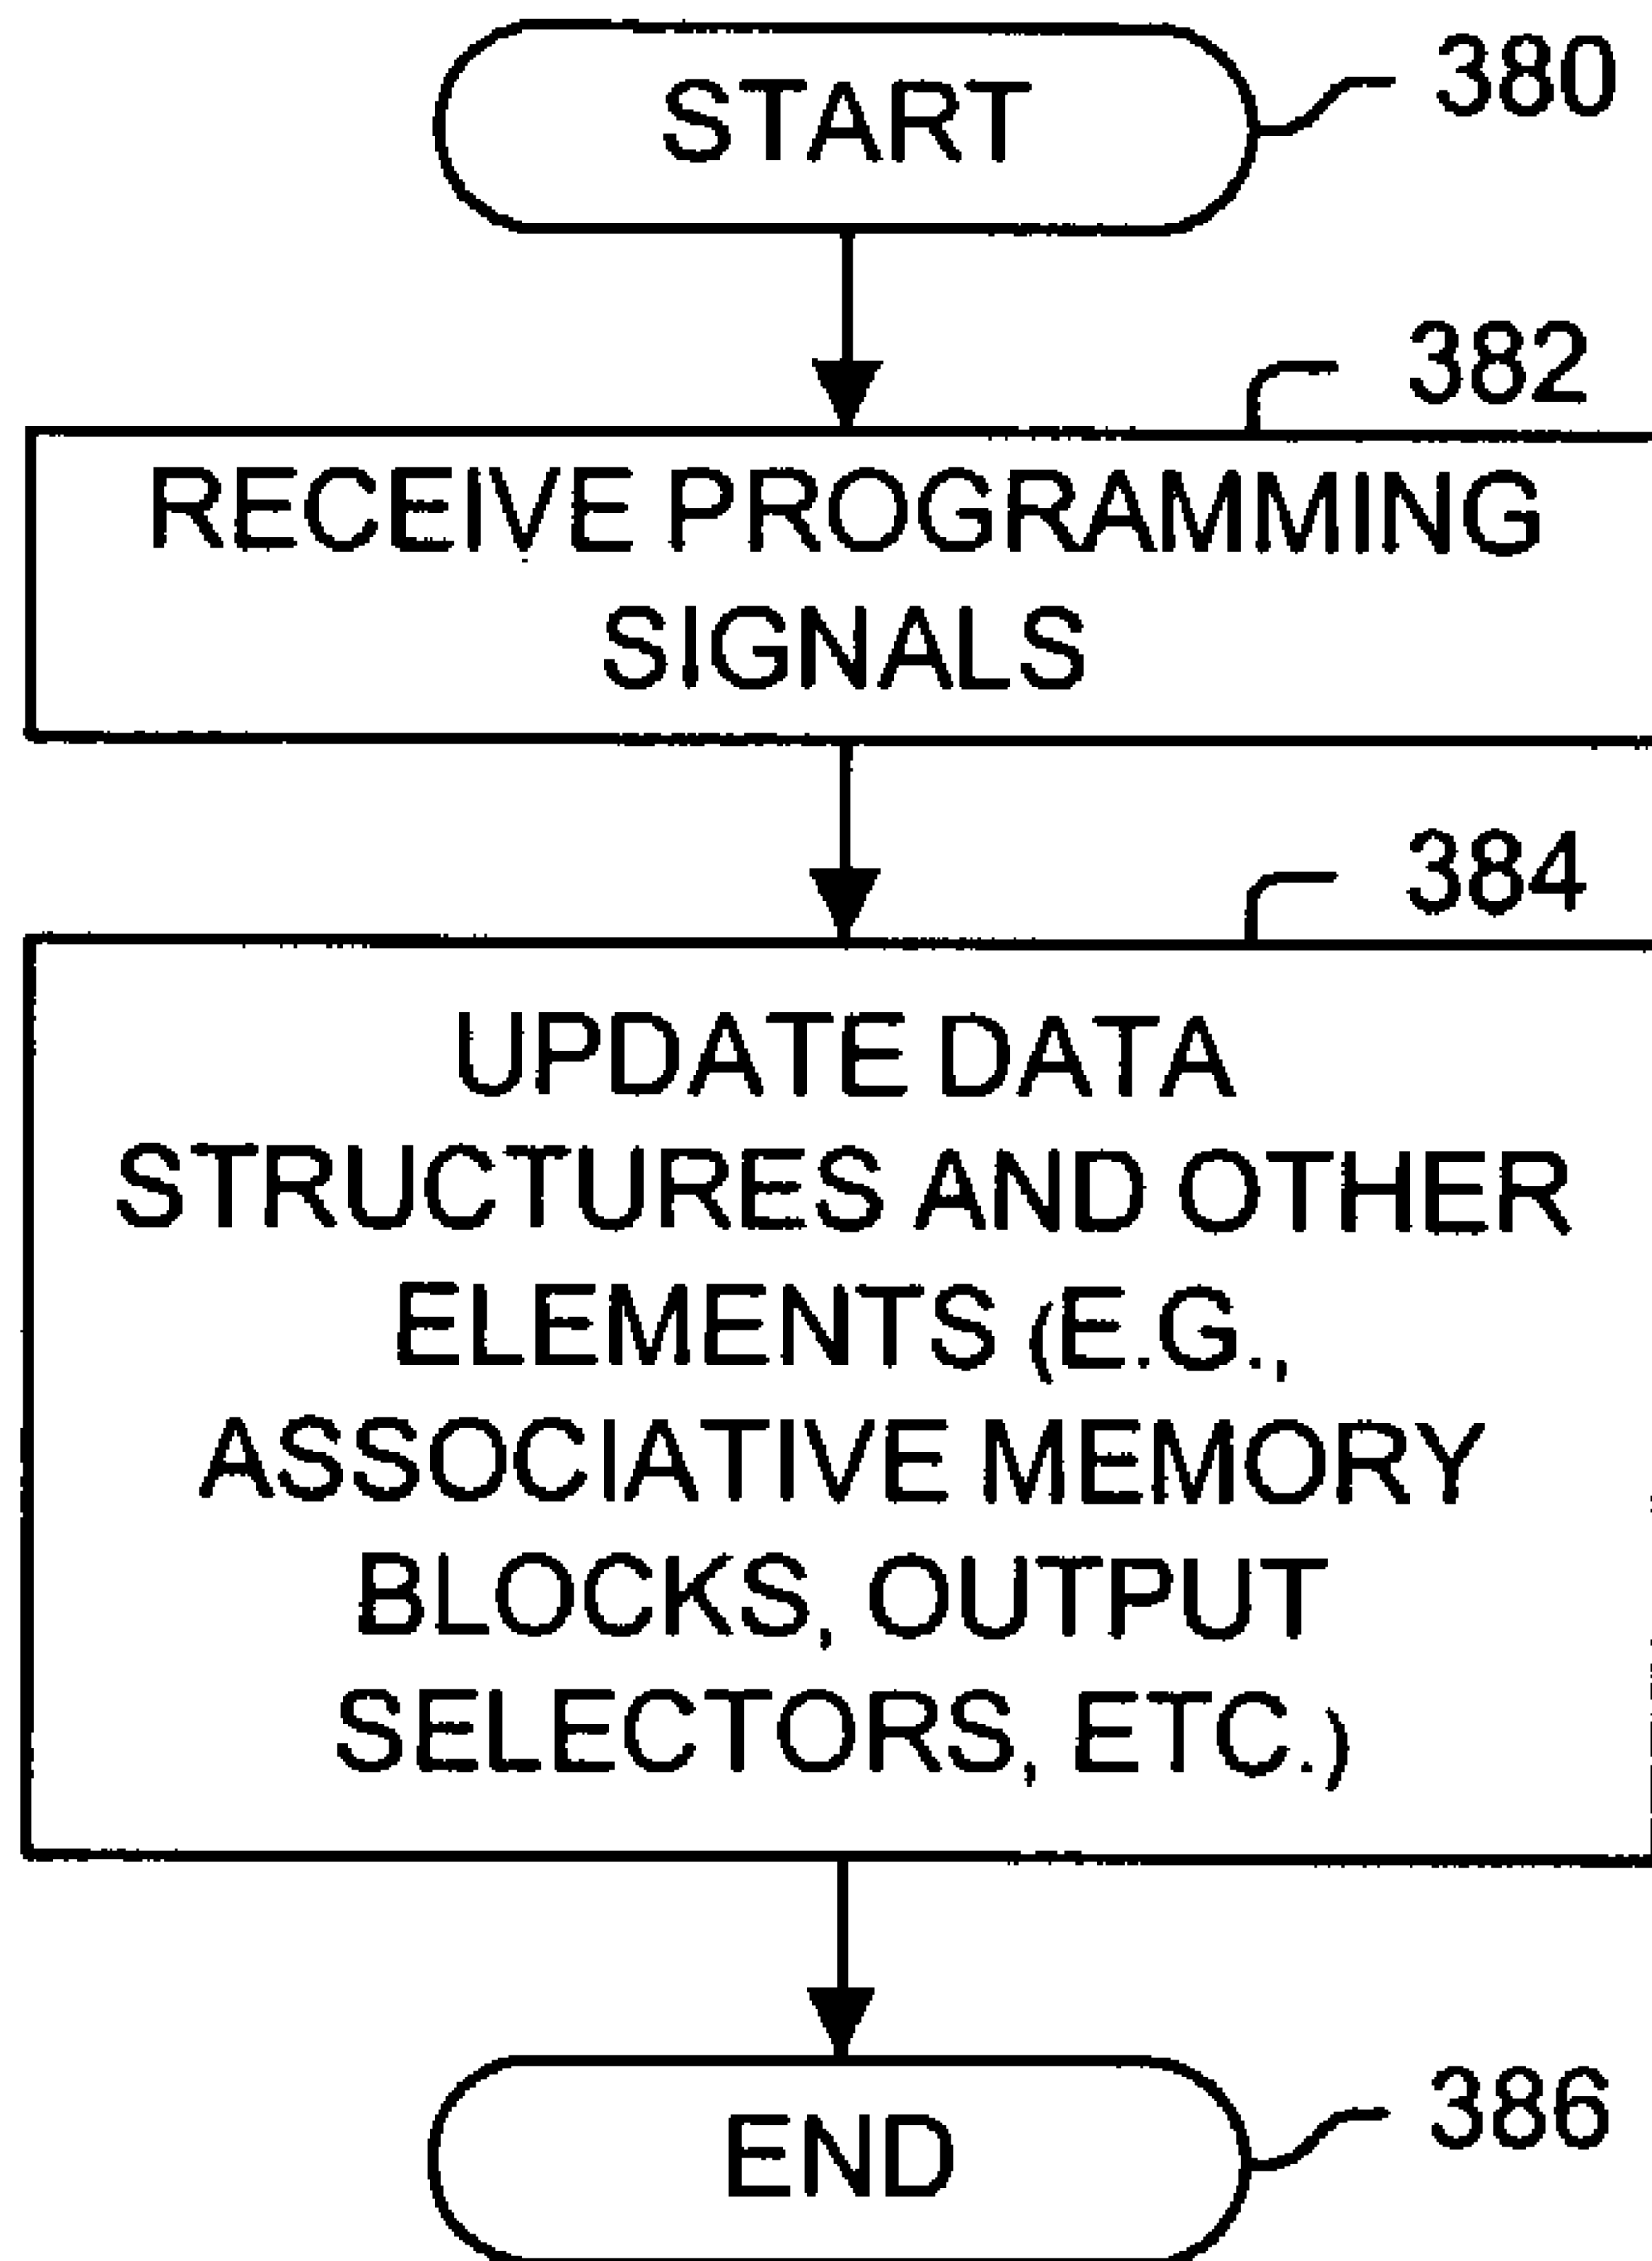 START
380
382
RECEIVE PROGRAMMING
SIGNALS
384
UPDATE DATA
STRUCTURES AND OTHER
ELEMENTS (E.G.,
ASSOCIATIVE MEMORY
BLOCKS, OUTPUT
SELECTORS, ETC.)
END
386